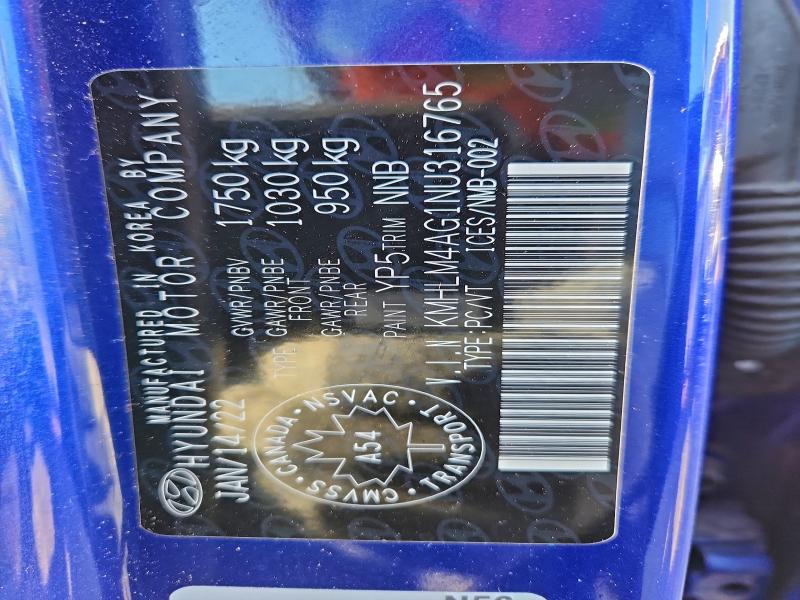 MANUFACTURED IN KOREA BY
HYUNDAI MOTOR COMPANY
JAN/14/22
GVWR/PNBV 1750 kg
TYPE: GAWR/PNBE FRONT 1030 kg
GAWR/PNBE REAR 950 kg
PAINT YP5 TRIM NNB
V.I.N KMHLM4AG1NU316765
TYPE:PC/VT ICES/NMB-002
CANADA · NSVAC · TRANSPORT · CMVSS
A54